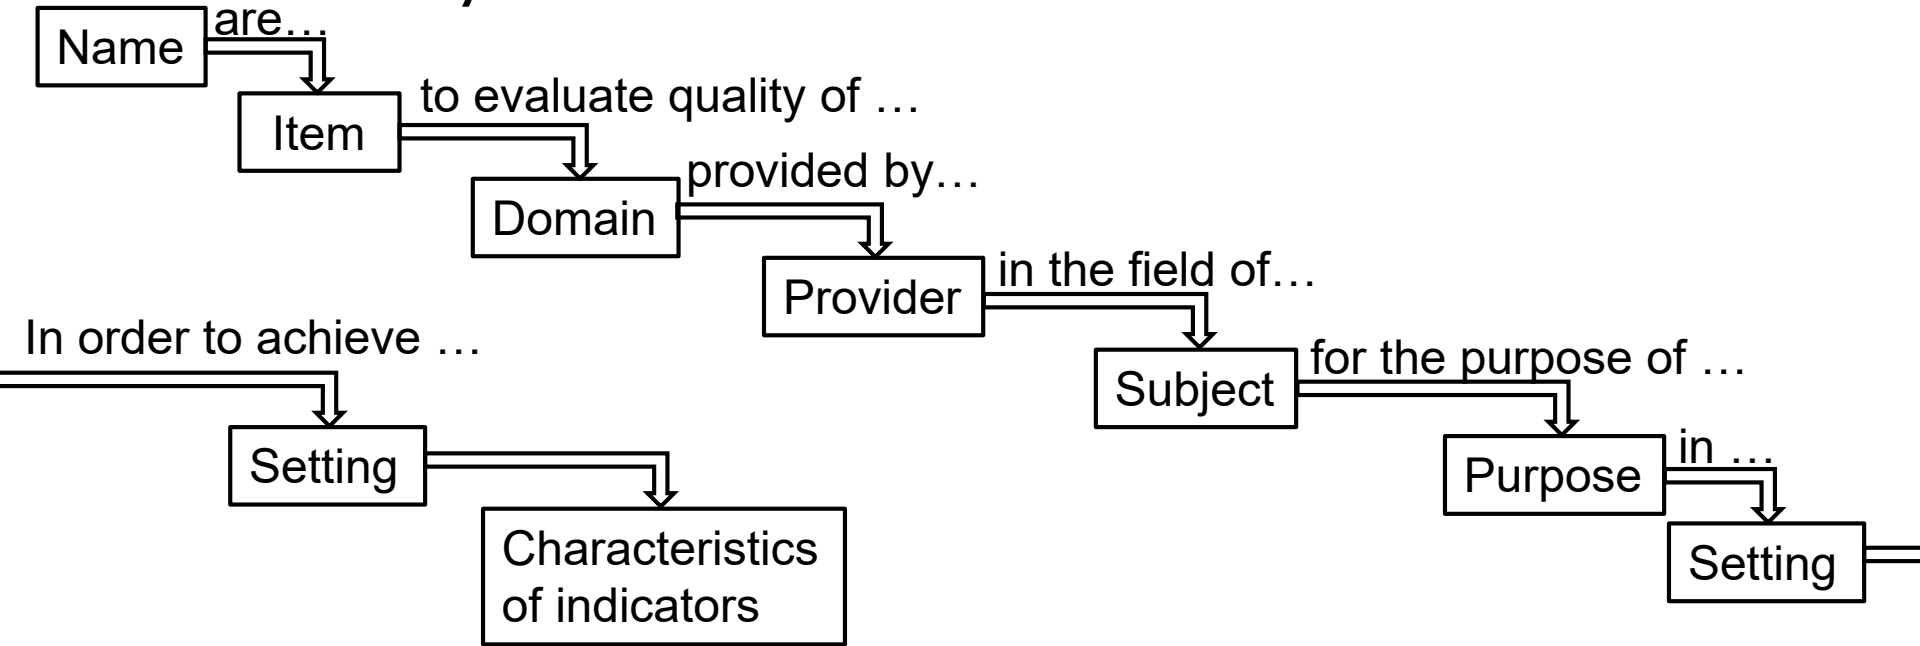 Name
are…
Item
to evaluate quality of …
Domain
provided by…
Provider
in the field of…
Subject
for the purpose of …
Purpose
in …
Setting
In order to achieve …
Setting
Characteristics
of indicators